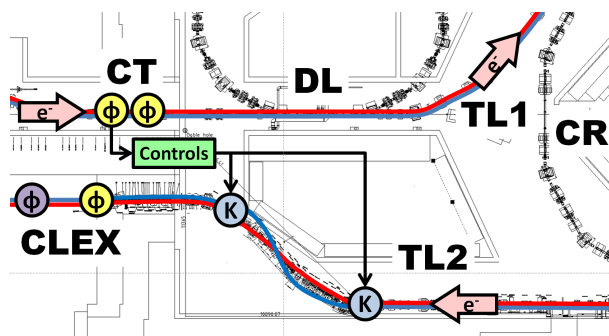 CT
DL
TL1
CR
e-
e-
ϕ
ϕ
Controls
ϕ
ϕ
K
CLEX
TL2
K
e-